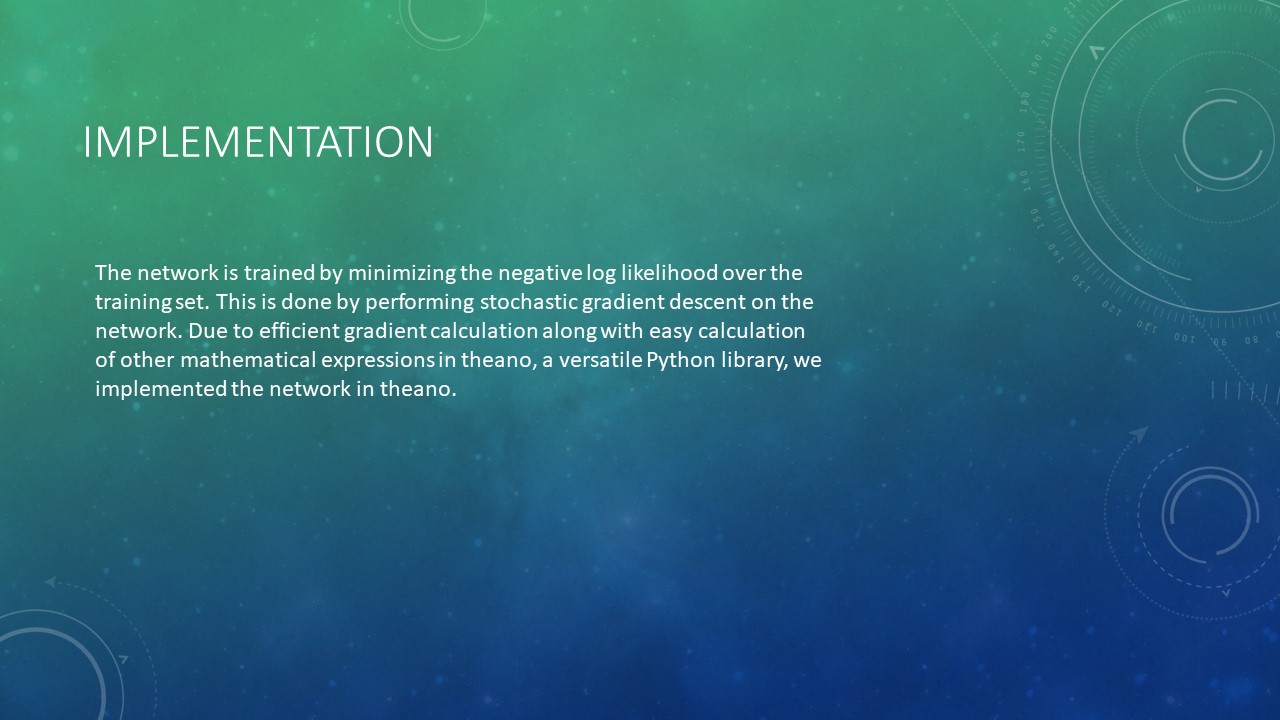 IMPLEMENTATION
The network is trained by minimizing the negative log likelihood over the
training set. This is done by performing stochastic gradient descent on the
network. Due to efficient gradient calculation along with easy calculation
of other mathematical expressions in theano, a versatile Python library, we
implemented the network in theano.